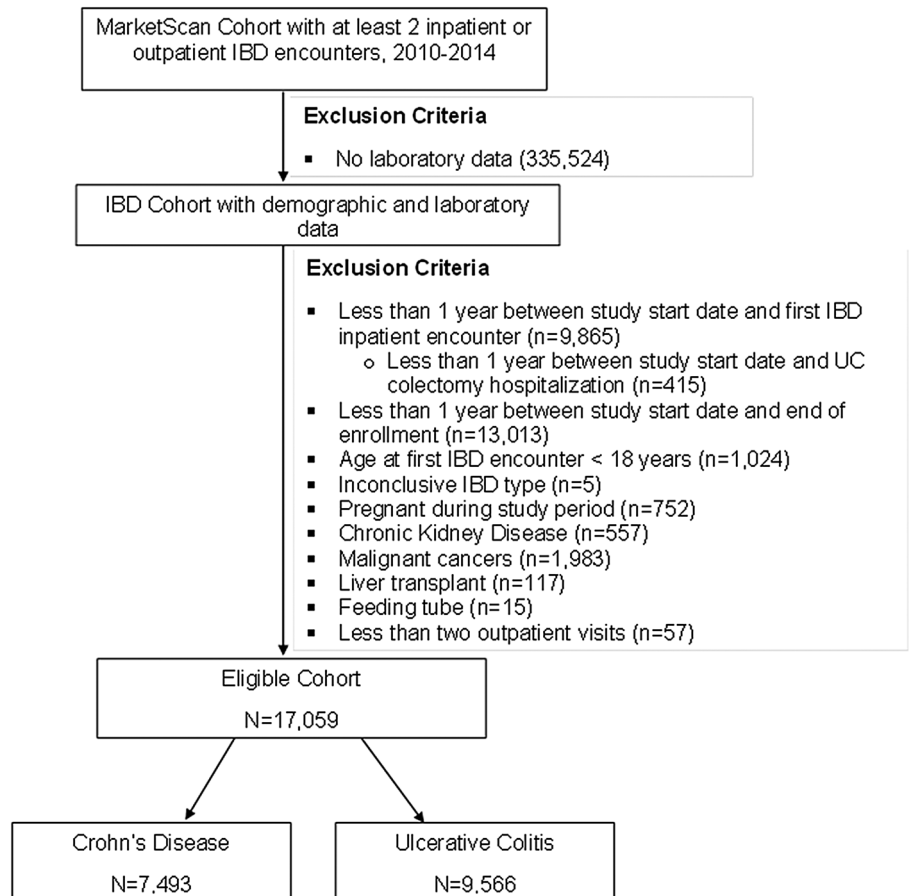 MarketScan Cohort with at least 2 inpatient or
outpatient IBD encounters, 2010-2014
Exclusion Criteria
▪ No laboratory data (335,524)
IBD Cohort with demographic and laboratory
data
Exclusion Criteria
▪ Less than 1 year between study start date and first IBD
inpatient encounter (n=9,865)
o Less than 1 year between study start date and UC
colectomy hospitalization (n=415)
▪ Less than 1 year between study start date and end of
enrollment (n=13,013)
▪ Age at first IBD encounter < 18 years (n=1,024)
▪ Inconclusive IBD type (n=5)
▪ Pregnant during study period (n=752)
▪ Chronic Kidney Disease (n=557)
▪ Malignant cancers (n=1,983)
▪ Liver transplant (n=117)
▪ Feeding tube (n=15)
▪ Less than two outpatient visits (n=57)
Eligible Cohort
N=17,059
Crohn's Disease
N=7,493
Ulcerative Colitis
N=9,566